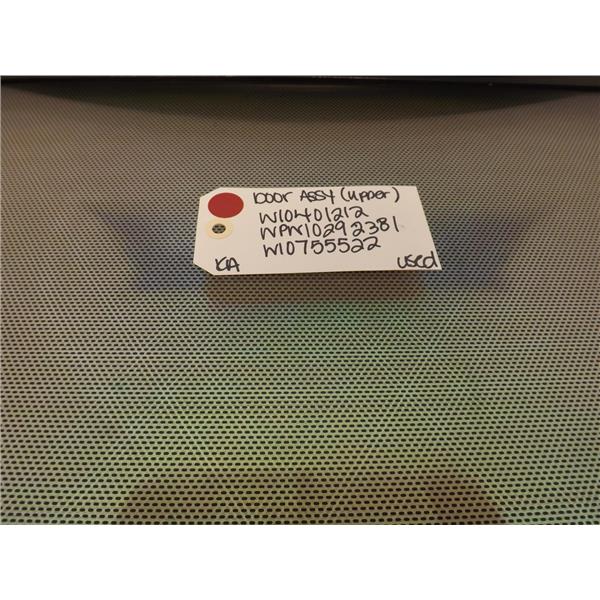 Door Assy (upper)
W10401212
WPW10292381
W10755522
KA used